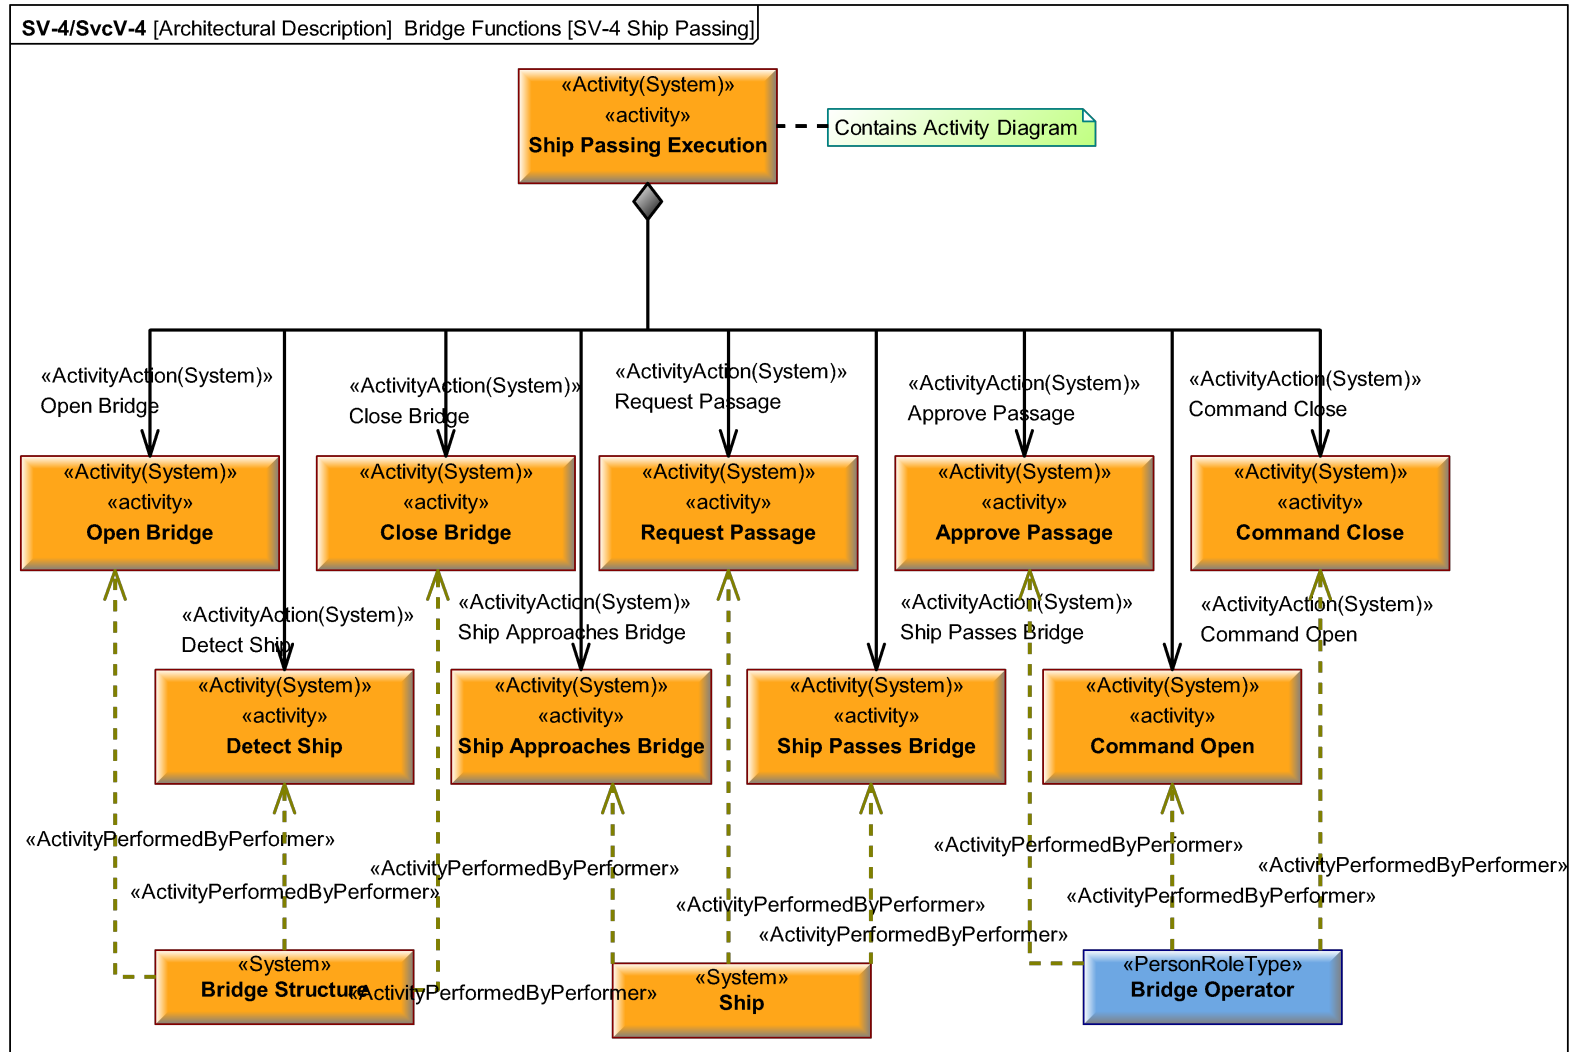 SV-4/SvcV-4 [Architectural Description] Bridge Functions [SV-4 Ship Passing]
«Activity(System)»
«activity»
Ship Passing Execution
Contains Activity Diagram
«ActivityAction(System)»
Open Bridge
«ActivityAction(System)»
Close Bridge
«ActivityAction(System)»
Request Passage
«ActivityAction(System)»
Approve Passage
«ActivityAction(System)»
Command Close
«Activity(System)»
«activity»
Open Bridge
«Activity(System)»
«activity»
Close Bridge
«Activity(System)»
«activity»
Request Passage
«Activity(System)»
«activity»
Approve Passage
«Activity(System)»
«activity»
Command Close
«ActivityAction(System)»
Detect Ship
«ActivityAction(System)»
Ship Approaches Bridge
«ActivityAction(System)»
Ship Passes Bridge
«ActivityAction(System)»
Command Open
«Activity(System)»
«activity»
Detect Ship
«Activity(System)»
«activity»
Ship Approaches Bridge
«Activity(System)»
«activity»
Ship Passes Bridge
«Activity(System)»
«activity»
Command Open
«ActivityPerformedByPerformer»
«ActivityPerformedByPerformer»
«ActivityPerformedByPerformer»
«ActivityPerformedByPerformer»
«ActivityPerformedByPerformer»
«ActivityPerformedByPerformer»
«ActivityPerformedByPerformer»
«ActivityPerformedByPerformer»
«System»
Bridge Structure
«ActivityPerformedByPerformer»
«System»
Ship
«PersonRoleType»
Bridge Operator